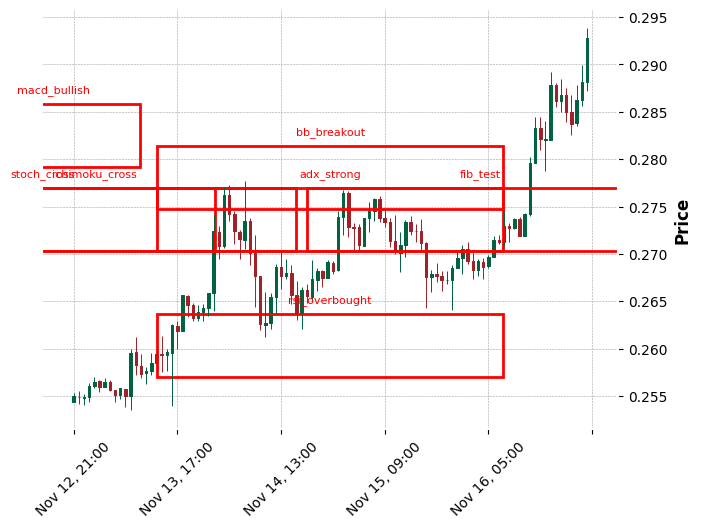 0.295
0.290
macd_bullish
0.285
bb_breakout
0.280
stoch_cross
ichimoku_cross
adx_strong
fib_test
0.275
Price
0.270
0.265
rsi_overbought
0.260
0.255
Nov 12, 21:00
Nov 13, 17:00
Nov 14, 13:00
Nov 15, 09:00
Nov 16, 05:00